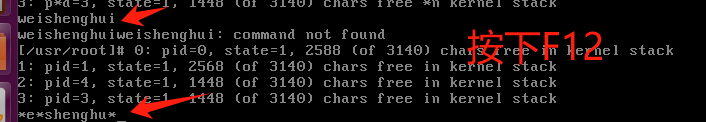 3: p*d=3, state=1, 1448 (of 3140) chars free *n kernel stack
weishenghui
weishenghuiweishenghui: command not found
[/usr/root]# 0: pid=0, state=1, 2588 (of 3140) chars free in kernel stack
按下F12
1: pid=1, state=1, 2568 (of 3140) chars free in kernel stack
2: pid=4, state=1, 1448 (of 3140) chars free in kernel stack
3: pid=3, state=1, 1448 (of 3140) chars free in kernel stack
*e*shenghu*_